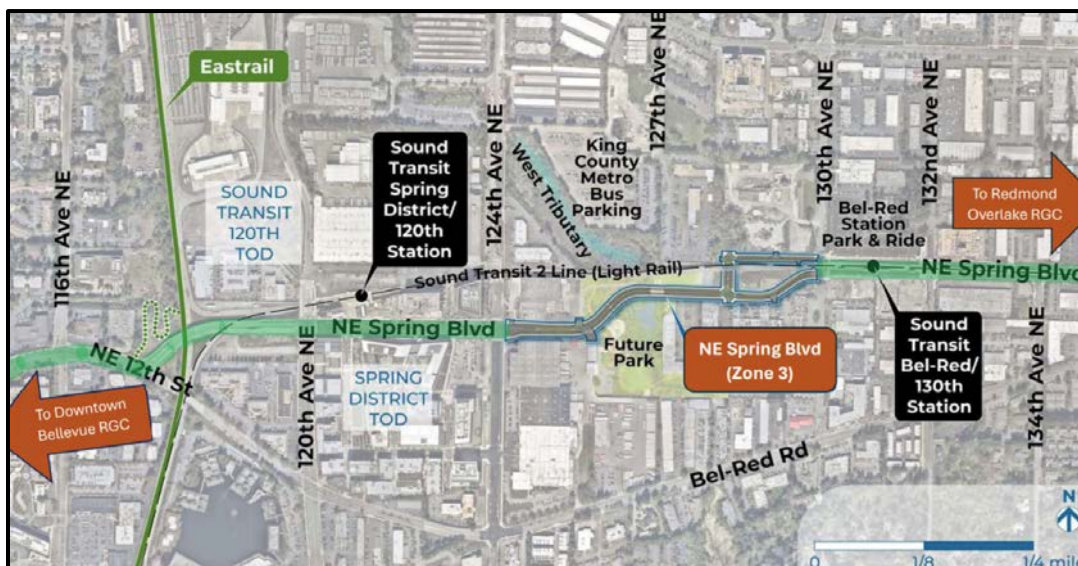 Eastrail
116th Ave NE
SOUND
TRANSIT
120TH
TOD
Sound
Transit
Spring
District/
120th
Station
124th Ave NE
West Tributary
King
County
Metro
Bus
Parking
127th Ave NE
130th Ave NE
132nd Ave NE
Bel-Red
Station
Park & Ride
To Redmond
Overlake RGC
Sound Transit 2 Line (Light Rail)
NE Spring Blvd
NE Spring Blvd
NE 12th St
To Downtown
Bellevue RGC
120th Ave NE
SPRING
DISTRICT
TOD
Future
Park
NE Spring Blvd
(Zone 3)
Sound
Transit
Bel-Red/
130th
Station
134th Ave NE
Bel-Red Rd
N
0 1/8 1/4 mile